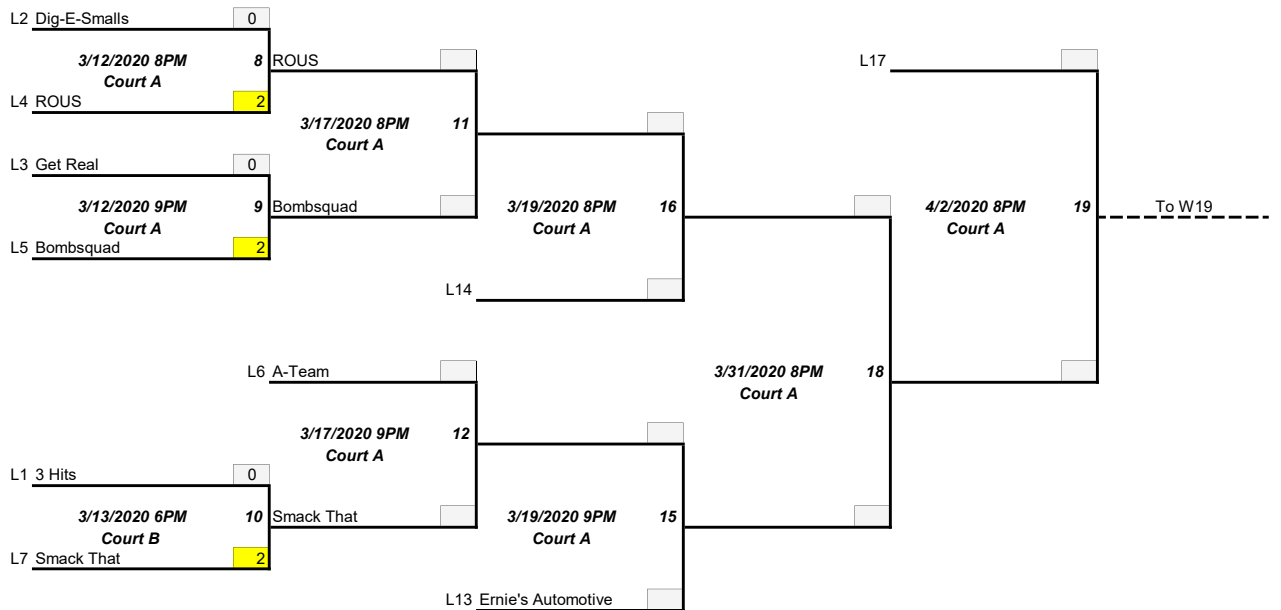 L2 Dig-E-Smalls 0
3/12/2020 8PM 8 ROUS L17
Court A
L4 ROUS 2
3/17/2020 8PM 11
Court A
L3 Get Real 0
3/12/2020 9PM 9 Bombsquad 3/19/2020 8PM 16 4/2/2020 8PM 19 To W19
Court A Court A Court A
L5 Bombsquad 2
L14
L6 A-Team 3/31/2020 8PM 18
Court A
3/17/2020 9PM 12
Court A
L1 3 Hits 0
3/13/2020 6PM 10 Smack That 3/19/2020 9PM 15
Court B Court A
L7 Smack That 2
L13 Ernie's Automotive